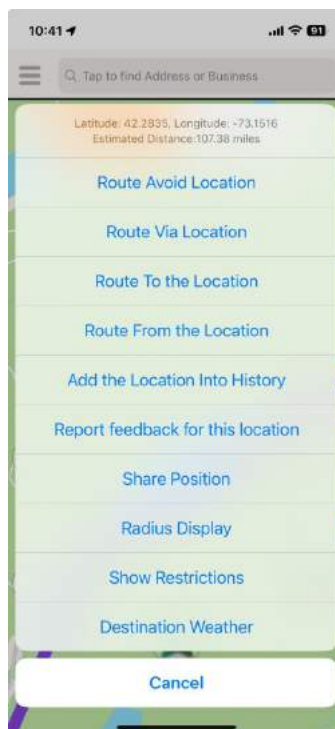 10:41
91
Tap to find Address or Business
Latitude: 42.2835, Longitude: -73.1516
Estimated Distance:107.38 miles
Route Avoid Location
Route Via Location
Route To the Location
Route From the Location
Add the Location Into History
Report feedback for this location
Share Position
Radius Display
Show Restrictions
Destination Weather
Cancel